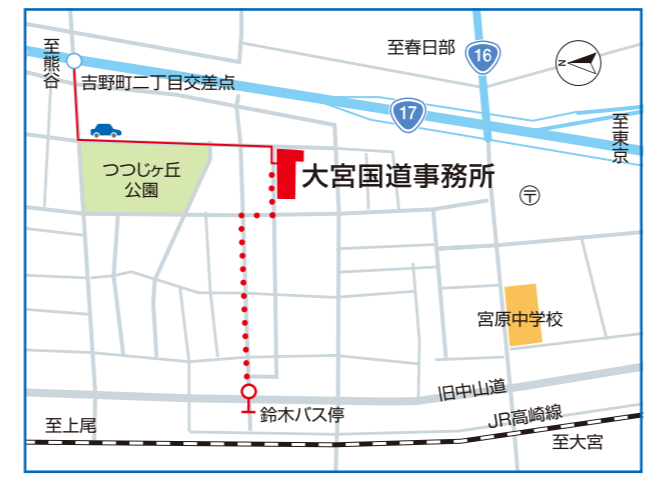 至熊谷
至春日部
16
N
吉野町二丁目交差点
17
至東京
つつじヶ丘
公園
大宮国道事務所
〒
宮原中学校
旧中山道
鈴木バス停
JR高崎線
至上尾
至大宮